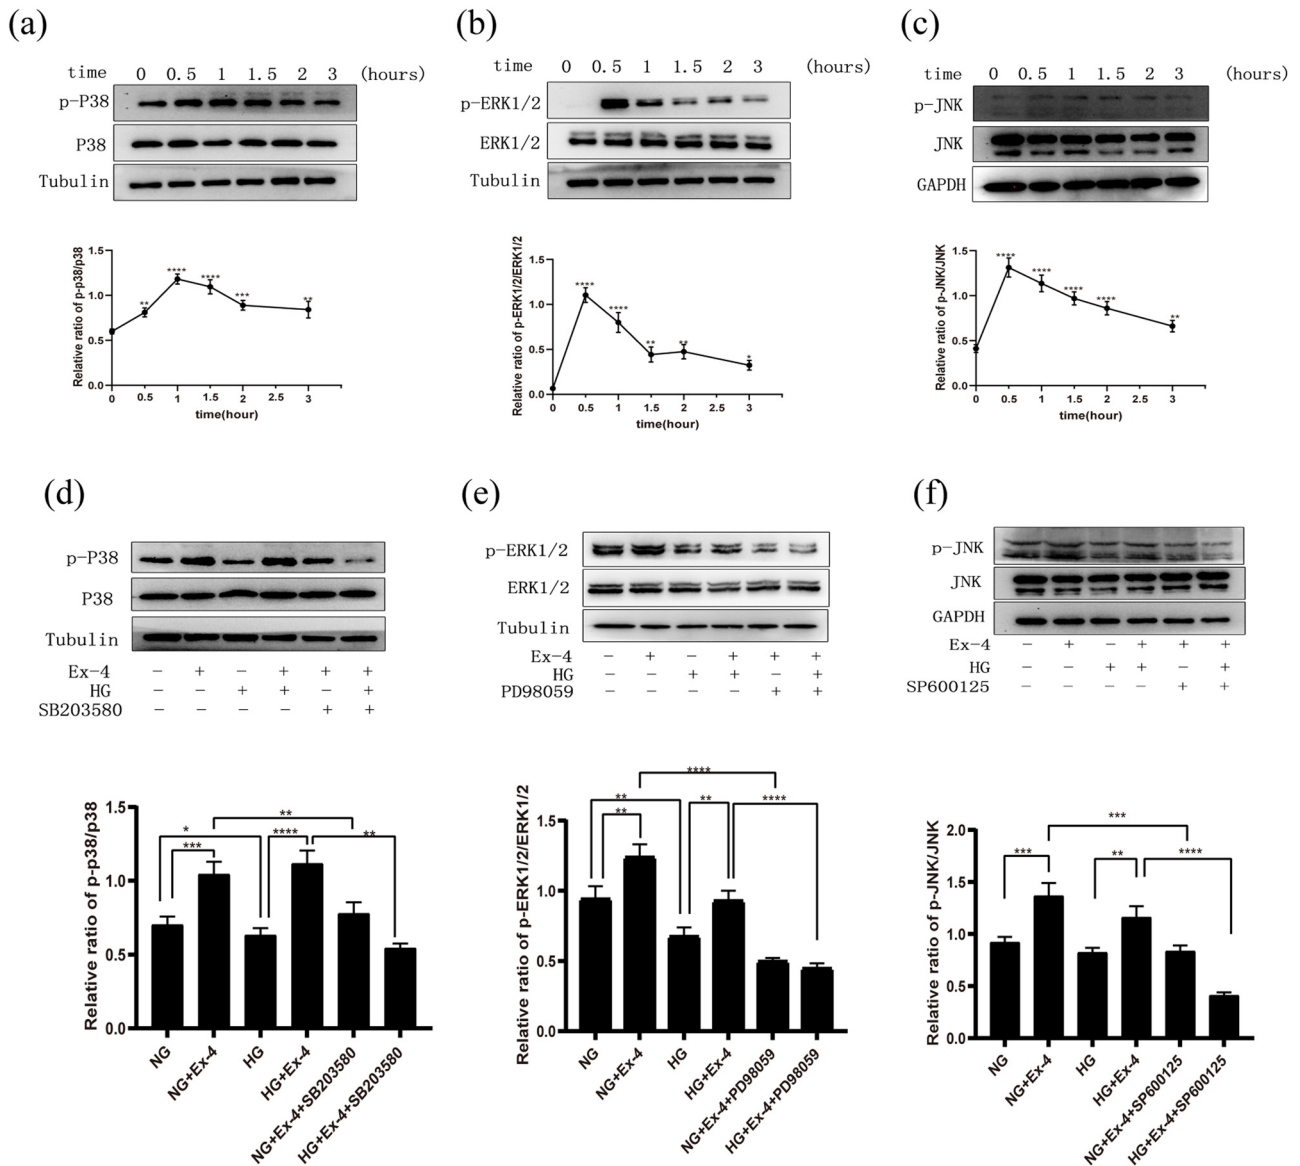 (a)
time 0 0.5 1 1.5 2 3 (hours)
p-P38
P38
Tubulin
Relative ratio of p-p38/p38
1.5
1.0
0.5
0.0
** **** **** *** **
0 0.5 1 1.5 2 2.5 3
time(hour)
(b)
time 0 0.5 1 1.5 2 3 (hours)
p-ERK1/2
ERK1/2
Tubulin
Relative ratio of p-ERK1/2/ERK1/2
1.5
1.0
0.5
0.0
**** **** ** ** *
0 0.5 1 1.5 2 2.5 3
time(hour)
(c)
time 0 0.5 1 1.5 2 3 (hours)
p-JNK
JNK
GAPDH
Relative ratio of p-JNK/JNK
1.5
1.0
0.5
0.0
**** **** **** **** **
0 0.5 1 1.5 2 2.5 3
time(hour)
(d)
p-P38
P38
Tubulin
Ex-4 − + − + + +
HG − − + + − +
SB203580 − − − − + +
Relative ratio of p-p38/p38
1.5
1.0
0.5
0.0
**
* **** **
***
NG
NG+Ex-4
HG
HG+Ex-4
NG+Ex-4+SB203580
HG+Ex-4+SB203580
(e)
p-ERK1/2
ERK1/2
Tubulin
Ex-4 − + − + + +
HG − − + + − +
PD98059 − − − − + +
Relative ratio of p-ERK1/2/ERK1/2
1.5
1.0
0.5
0.0
****
** ** ****
**
NG
NG+Ex-4
HG
HG+Ex-4
NG+Ex-4+PD98059
HG+Ex-4+PD98059
(f)
p-JNK
JNK
GAPDH
Ex-4 − + − + + +
HG − − + + − +
SP600125 − − − − + +
Relative ratio of p-JNK/JNK
2.0
1.5
1.0
0.5
0.0
***
*** ** ****
NG
NG+Ex-4
HG
HG+Ex-4
NG+Ex-4+SP600125
HG+Ex-4+SP600125